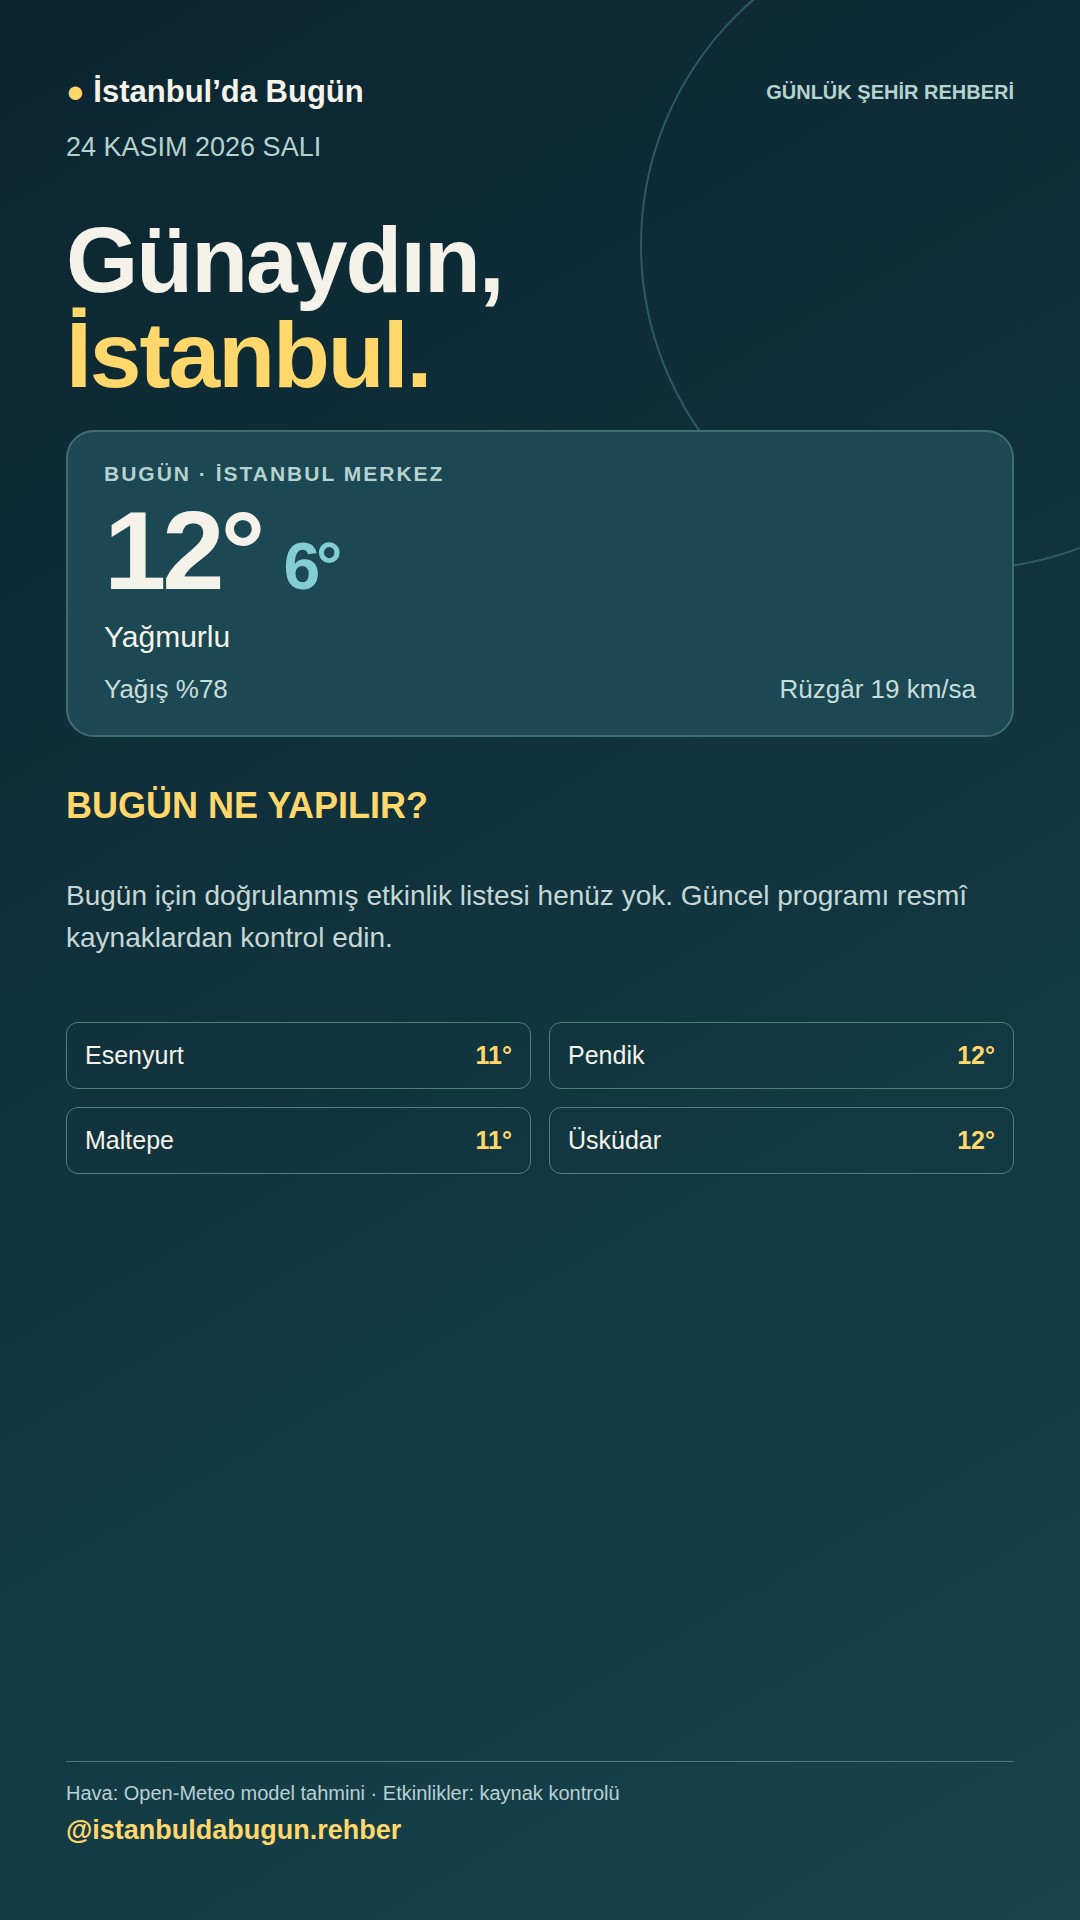 ● İstanbul’da Bugün
GÜNLÜK ŞEHİR REHBERİ
24 KASIM 2026 SALI
Günaydın,
İstanbul.
BUGÜN · İSTANBUL MERKEZ
12° 6°
Yağmurlu
Yağış %78
Rüzgâr 19 km/sa
BUGÜN NE YAPILIR?
Bugün için doğrulanmış etkinlik listesi henüz yok. Güncel programı resmî
kaynaklardan kontrol edin.
Esenyurt 11°
Pendik 12°
Maltepe 11°
Üsküdar 12°
Hava: Open-Meteo model tahmini · Etkinlikler: kaynak kontrolü
@istanbuldabugun.rehber